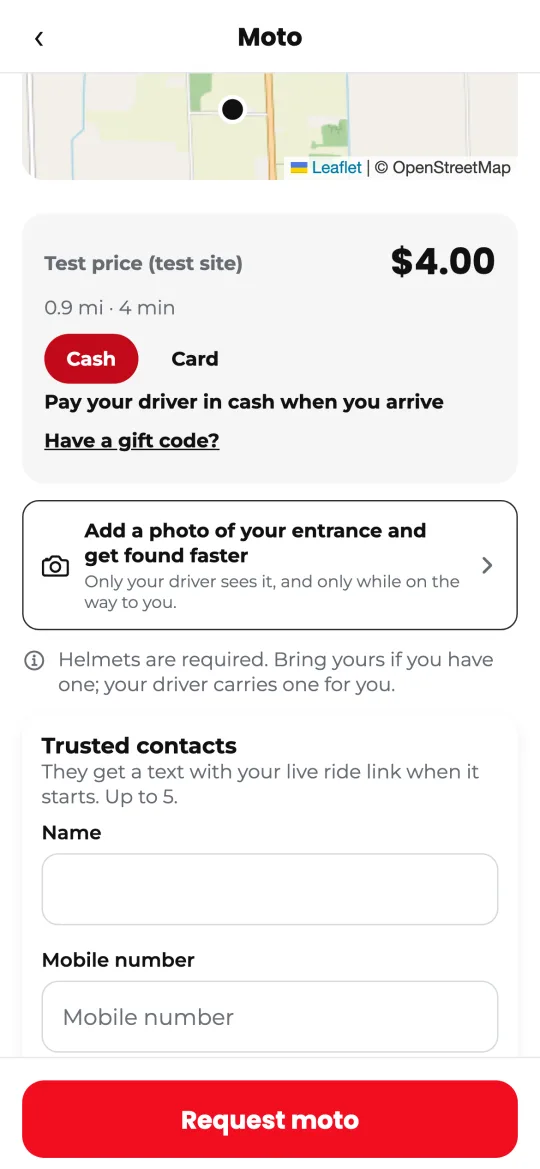 Moto
Leaflet | © OpenStreetMap
Test price (test site)
$4.00
0.9 mi · 4 min
Cash
Card
Pay your driver in cash when you arrive
Have a gift code?
Add a photo of your entrance and
get found faster
Only your driver sees it, and only while on the
way to you.
Helmets are required. Bring yours if you have
one; your driver carries one for you.
Trusted contacts
They get a text with your live ride link when it
starts. Up to 5.
Name
Mobile number
Mobile number
Request moto